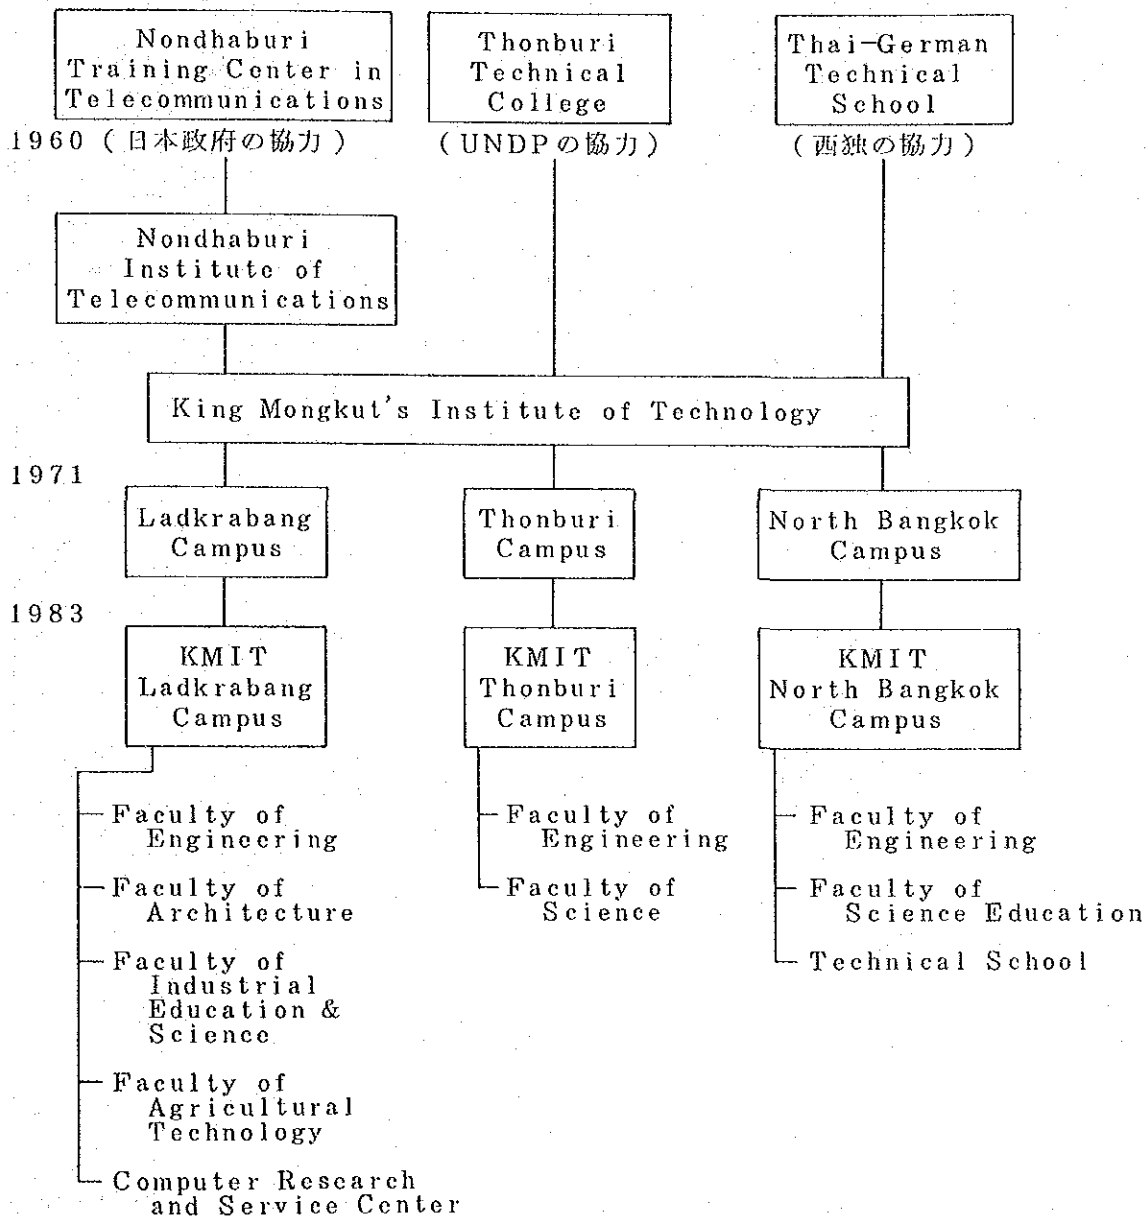 Nondhaburi
Training Center in
Telecommunications
Thonburi
Technical
College
Thai-German
Technical
School
1960 (日本政府の協力)
(UNDPの協力)
(西独の協力)
Nondhaburi
Institute of
Telecommunications
King Mongkut's Institute of Technology
1971
Ladkrabang
Campus
Thonburi
Campus
North Bangkok
Campus
1983
KMIT
Ladkrabang
Campus
KMIT
Thonburi
Campus
KMIT
North Bangkok
Campus
Faculty of
Engineering
Faculty of
Architecture
Faculty of
Industrial
Education &
Science
Faculty of
Agricultural
Technology
Computer Research
and Service Center
Faculty of
Engineering
Faculty of
Science
Faculty of
Engineering
Faculty of
Science Education
Technical School